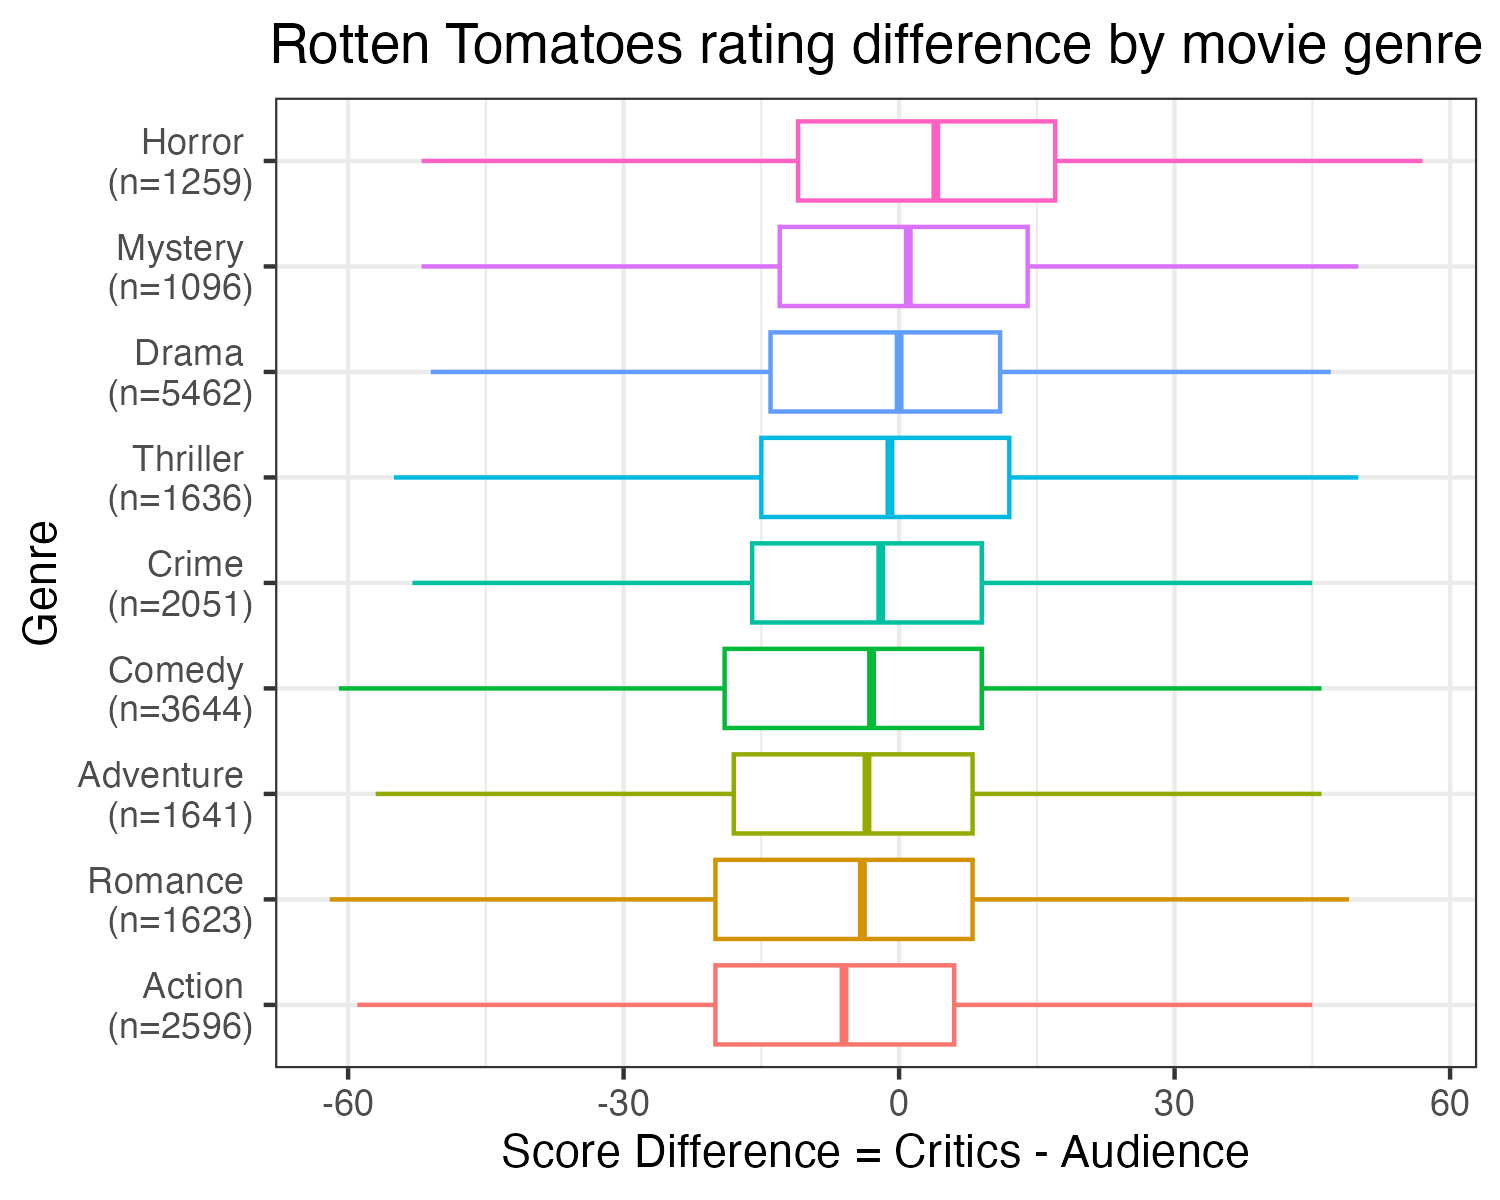 Rotten Tomatoes rating difference by movie genre
Horror
(n=1259)
Mystery
(n=1096)
Drama
(n=5462)
Thriller
(n=1636)
Crime
(n=2051)
Comedy
(n=3644)
Adventure
(n=1641)
Romance
(n=1623)
Action
(n=2596)
Genre
-60 -30 0 30 60
Score Difference = Critics - Audience